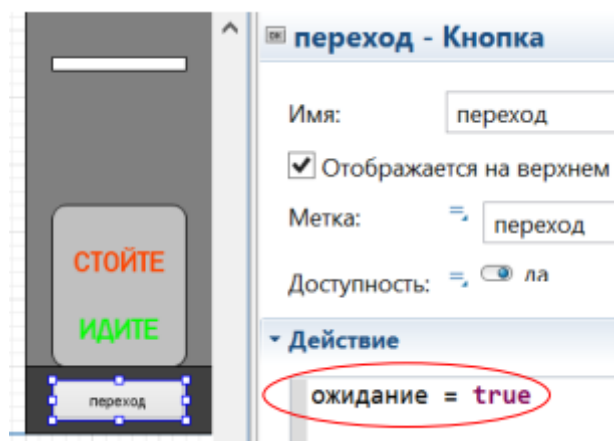 СТОЙТЕ
ИДИТЕ
переход
переход - Кнопка
Имя: переход
Отображается на верхнем
Метка: переход
Доступность: да
Действие
ожидание = true